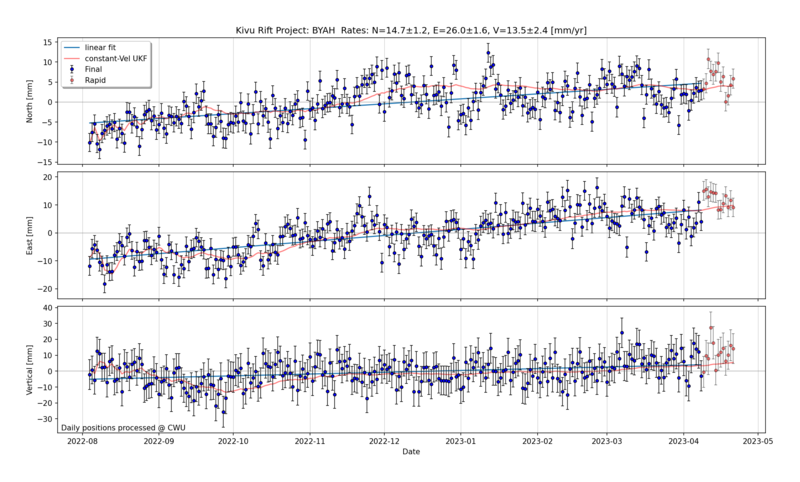 Kivu Rift Project: BYAH  Rates: N=14.7±1.2, E=26.0±1.6, V=13.5±2.4 [mm/yr]
linear fit
constant-Vel UKF
Final
Rapid
North [mm]
15
10
5
0
−5
−10
−15
East [mm]
20
10
0
−10
−20
Vertical [mm]
40
30
20
10
0
−10
−20
−30
Daily positions processed @ CWU
2022-08 2022-09 2022-10 2022-11 2022-12 2023-01 2023-02 2023-03 2023-04 2023-05
Date